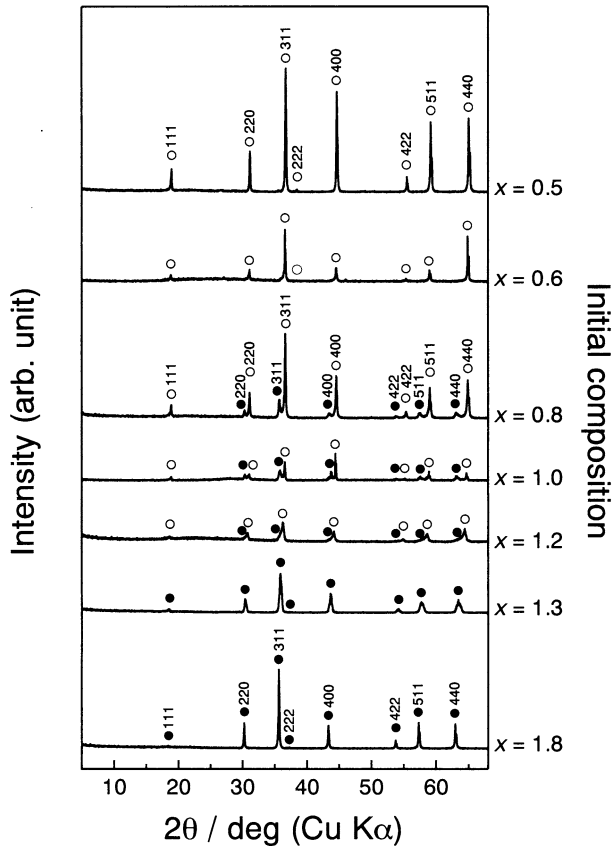 ○ 111
○ 220
○ 311
○ 222
○ 400
○ 422
○ 511
○ 440
x = 0.5
○ ○ ○ ○ ○ ○ ○ ○
x = 0.6
○ 111
● 220
○ 220
● 311
○ 311
● 400
○ 400
● 422
○ 422
● 511
○ 511
● 440
○ 440
x = 0.8
○ ● ○ ● ○ ● ○ ● ○ ● ○ ● ○
x = 1.0
○ ● ○ ● ○ ● ○ ● ○ ● ○ ● ○
x = 1.2
● ● ● ● ● ● ● ●
x = 1.3
● 111
● 220
● 311
● 222
● 400
● 422
● 511
● 440
x = 1.8
Intensity (arb. unit)
Initial composition
10 20 30 40 50 60
2θ / deg (Cu Kα)